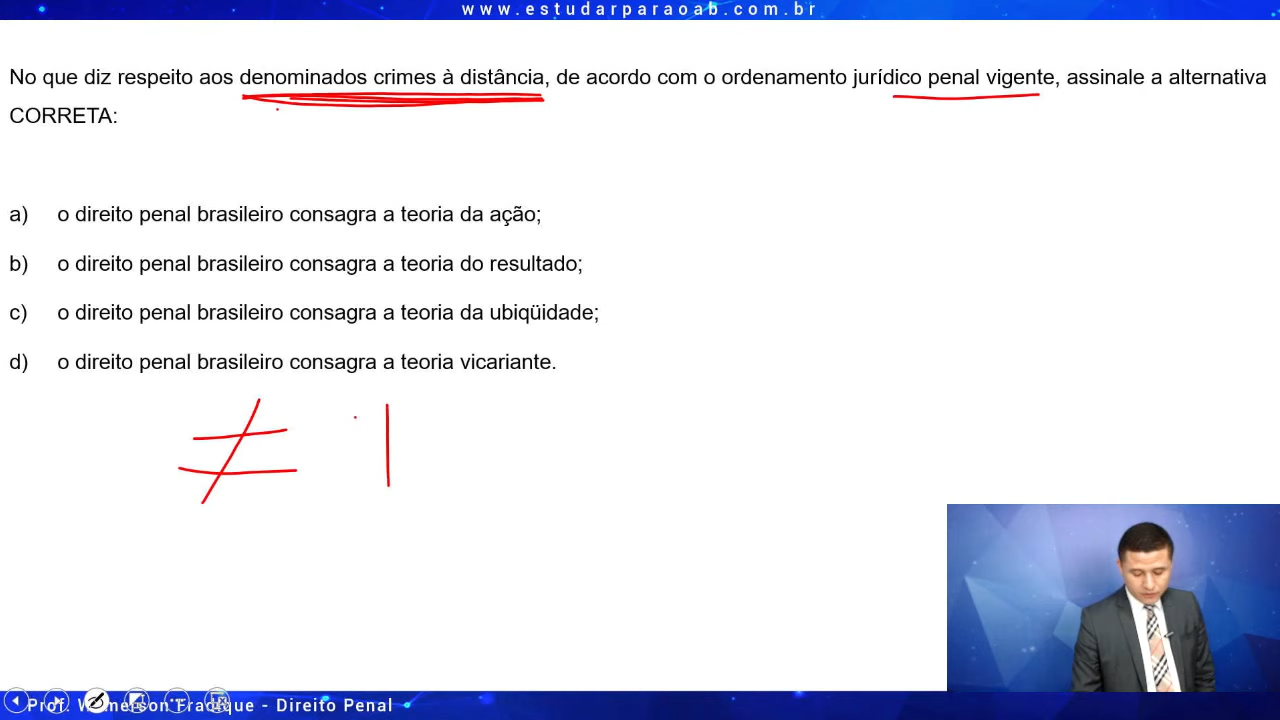 www.estudarparaoab.com.br
No que diz respeito aos denominados crimes à distância, de acordo com o ordenamento jurídico penal vigente, assinale a alternativa
CORRETA:
a) o direito penal brasileiro consagra a teoria da ação;
b) o direito penal brasileiro consagra a teoria do resultado;
c) o direito penal brasileiro consagra a teoria da ubiqüidade;
d) o direito penal brasileiro consagra a teoria vicariante.
≠ |
Prof. - Direito Penal